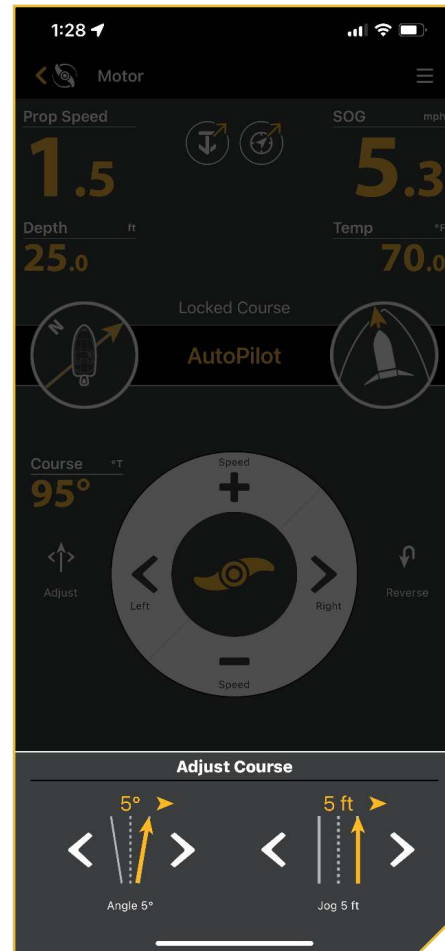 1:28
Motor
Prop Speed
SOG mph
1.5
5.3
Depth ft
Temp °F
25.0
70.0
N
Locked Course
AutoPilot
Course °T
95°
Speed
Adjust
Left
Right
Reverse
Speed
Adjust Course
5°
5 ft
Angle 5°
Jog 5 ft